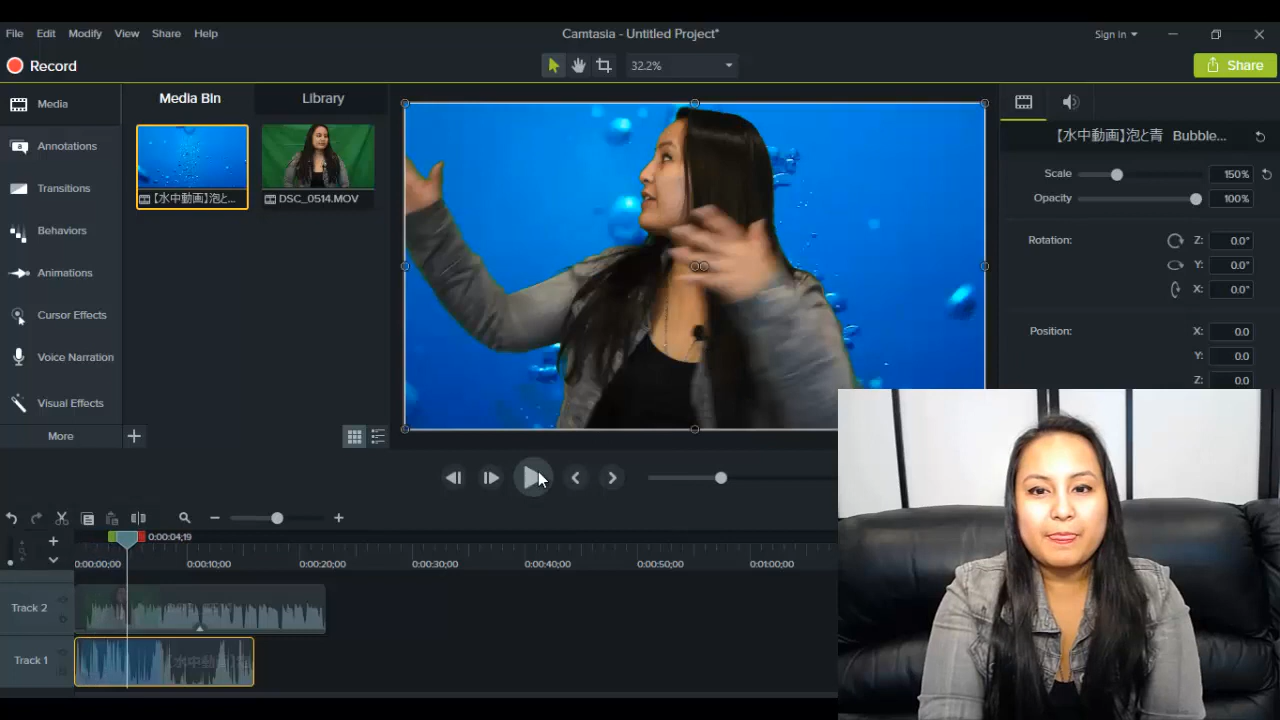 File Edit Modify View Share Help
Camtasia - Untitled Project*
Sign in
Record
32.2%
Share
Media
Annotations
Transitions
Behaviors
Animations
Cursor Effects
Voice Narration
Visual Effects
More
Media Bin
Library
【水中動画】泡と...
DSC_0514.MOV
【水中動画】泡と青 Bubble...
Scale 150%
Opacity 100%
Rotation: Z: 0.0°
Y: 0.0°
X: 0.0°
Position: X: 0.0
Y: 0.0
Z: 0.0
0:00:04;19
0:00:00;00 0:00:10;00 0:00:20;00 0:00:30;00 0:00:40;00 0:00:50;00 0:01:00;00
Track 2
Track 1
【水中動画】泡